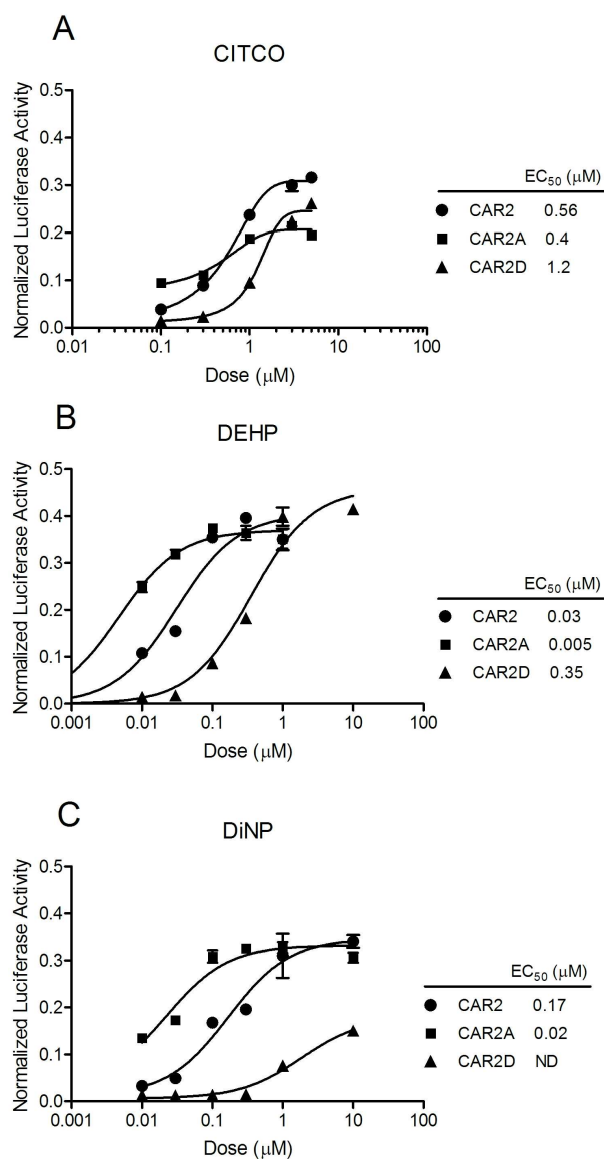 A
CITCO
Normalized Luciferase Activity
0.5
0.4
0.3
0.2
0.1
0.0
0.01 0.1 1 10 100
Dose (μM)
EC50 (μM)
CAR2 0.56
CAR2A 0.4
CAR2D 1.2
B
DEHP
Normalized Luciferase Activity
0.5
0.4
0.3
0.2
0.1
0.0
0.001 0.01 0.1 1 10 100
Dose (μM)
EC50 (μM)
CAR2 0.03
CAR2A 0.005
CAR2D 0.35
C
DiNP
Normalized Luciferase Activity
0.5
0.4
0.3
0.2
0.1
0.0
0.001 0.01 0.1 1 10 100
Dose (μM)
EC50 (μM)
CAR2 0.17
CAR2A 0.02
CAR2D ND